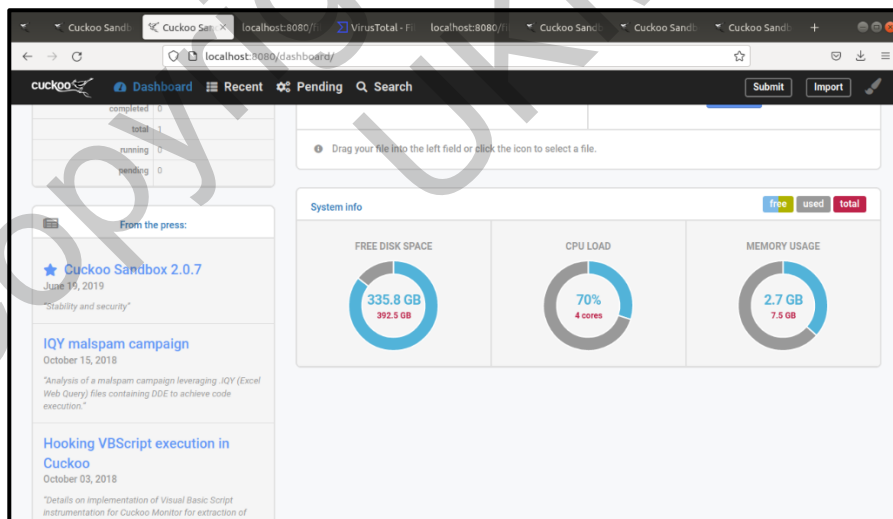 Cuckoo Sandb
Cuckoo San
localhost:8080/
VirusTotal - Fi
localhost:8080/
Cuckoo Sandb
Cuckoo Sandb
Cuckoo Sandb
localhost:8080/dashboard/
cuckoo
Dashboard
Recent
Pending
Search
Submit
Import
completed 0
total 1
running 0
pending 0
Drag your file into the left field or click the icon to select a file.
From the press:
Cuckoo Sandbox 2.0.7
June 19, 2019
"Stability and security"
IQY malspam campaign
October 15, 2018
"Analysis of a malspam campaign leveraging .IQY (Excel
Web Query) files containing DDE to achieve code
execution."
Hooking VBScript execution in
Cuckoo
October 03, 2018
"Details on implementation of Visual Basic Script
instrumentation for Cuckoo Monitor for extraction of
System info
free used total
FREE DISK SPACE
335.8 GB
392.5 GB
CPU LOAD
70%
4 cores
MEMORY USAGE
2.7 GB
7.5 GB